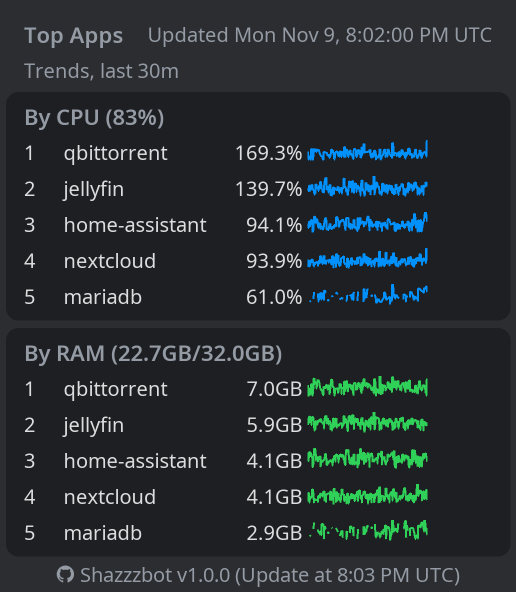 Top Apps Updated Mon Nov 9, 8:02:00 PM UTC
Trends, last 30m
By CPU (83%)
1 qbittorrent 169.3%
2 jellyfin 139.7%
3 home-assistant 94.1%
4 nextcloud 93.9%
5 mariadb 61.0%
By RAM (22.7GB/32.0GB)
1 qbittorrent 7.0GB
2 jellyfin 5.9GB
3 home-assistant 4.1GB
4 nextcloud 4.1GB
5 mariadb 2.9GB
Shazzzbot v1.0.0 (Update at 8:03 PM UTC)